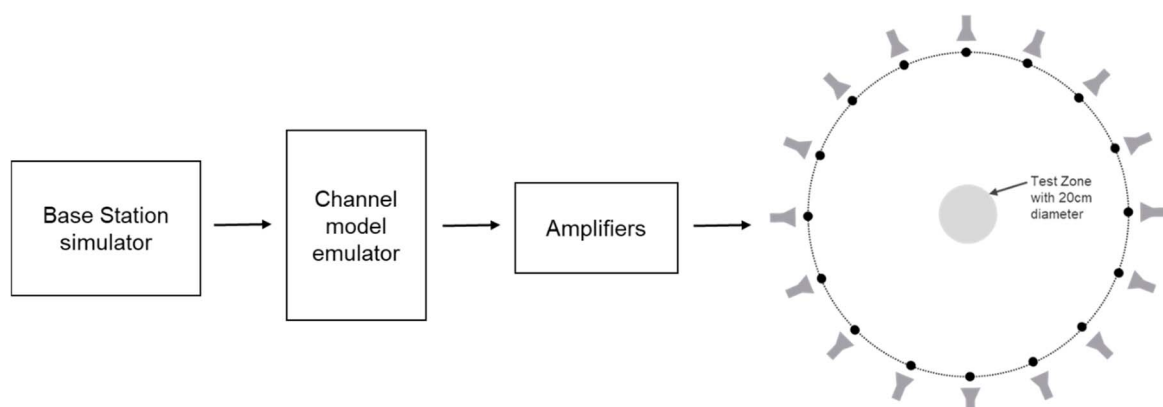 Base Station
simulator
Channel
model
emulator
Amplifiers
Test Zone
with 20cm
diameter